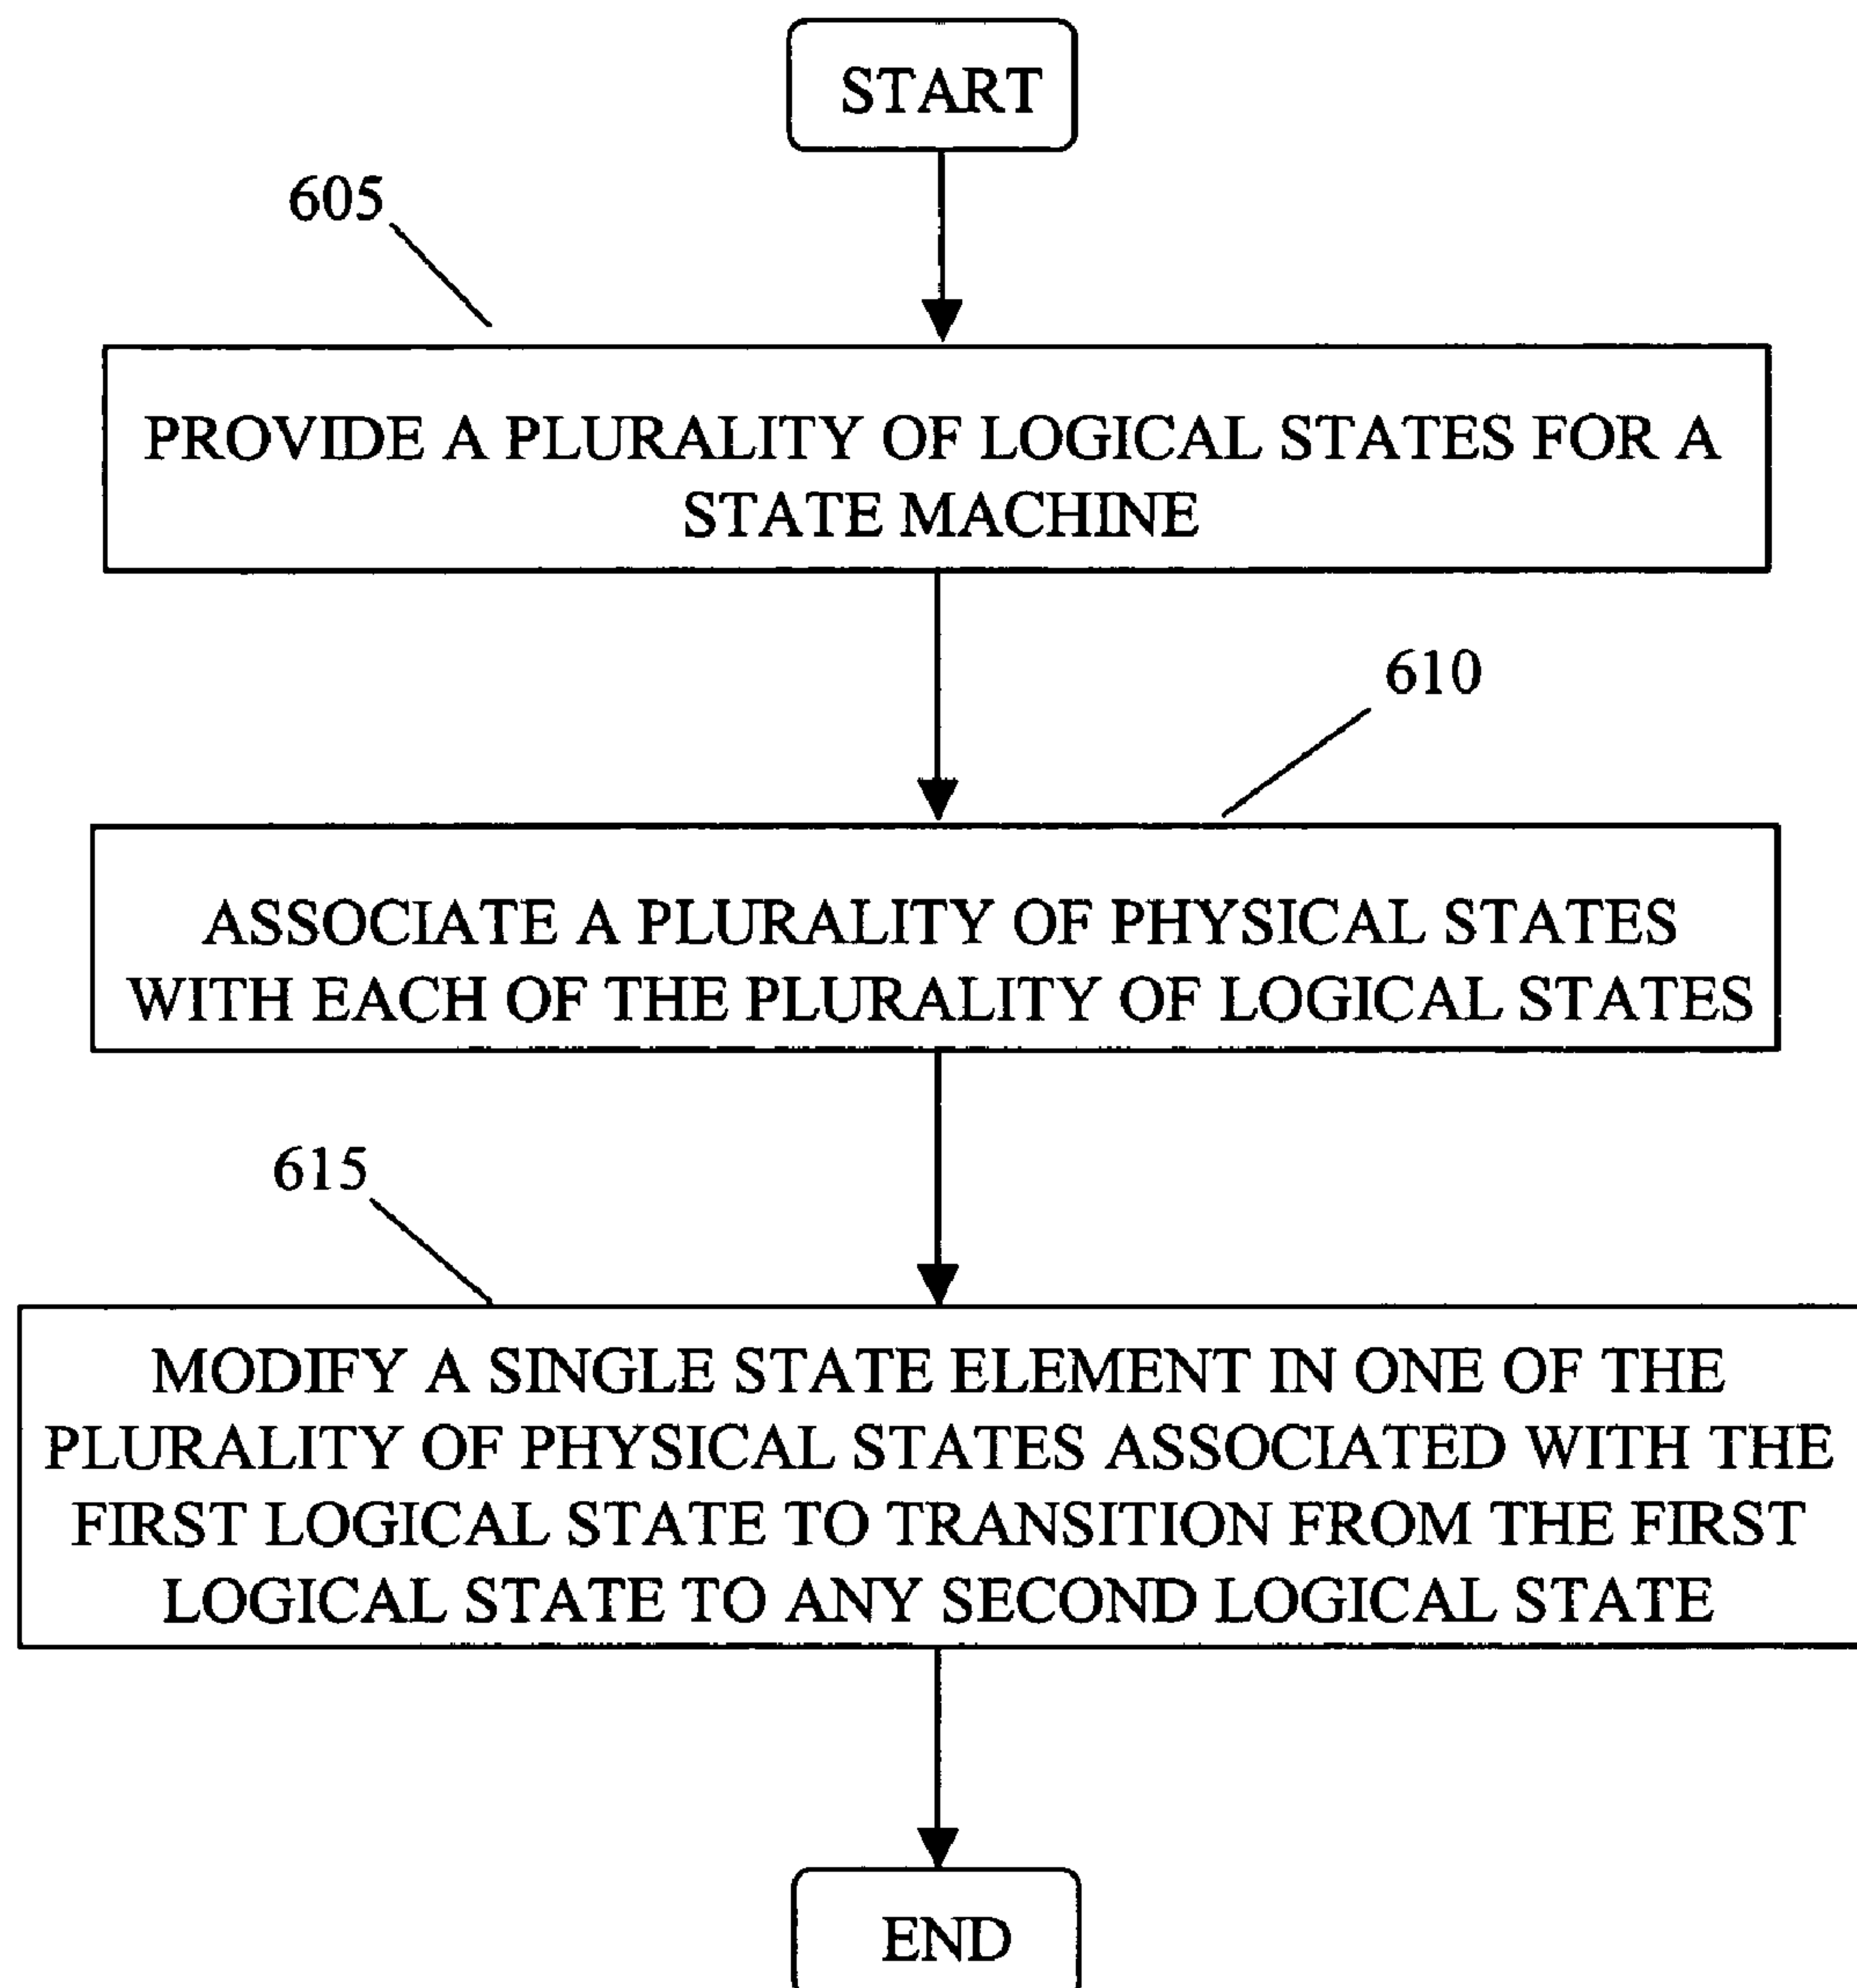 START
605
PROVIDE A PLURALITY OF LOGICAL STATES FOR A
STATE MACHINE
610
ASSOCIATE A PLURALITY OF PHYSICAL STATES
WITH EACH OF THE PLURALITY OF LOGICAL STATES
615
MODIFY A SINGLE STATE ELEMENT IN ONE OF THE
PLURALITY OF PHYSICAL STATES ASSOCIATED WITH THE
FIRST LOGICAL STATE TO TRANSITION FROM THE FIRST
LOGICAL STATE TO ANY SECOND LOGICAL STATE
END